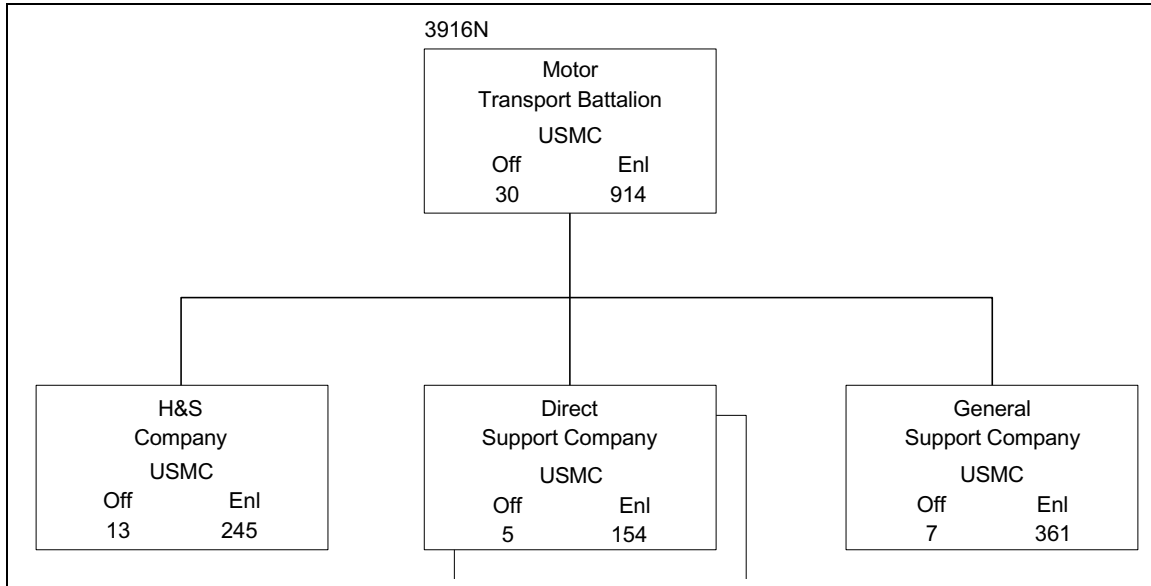 3916N
Motor
Transport Battalion
USMC
Off Enl
30 914
H&S
Company
USMC
Off Enl
13 245
Direct
Support Company
USMC
Off Enl
5 154
General
Support Company
USMC
Off Enl
7 361